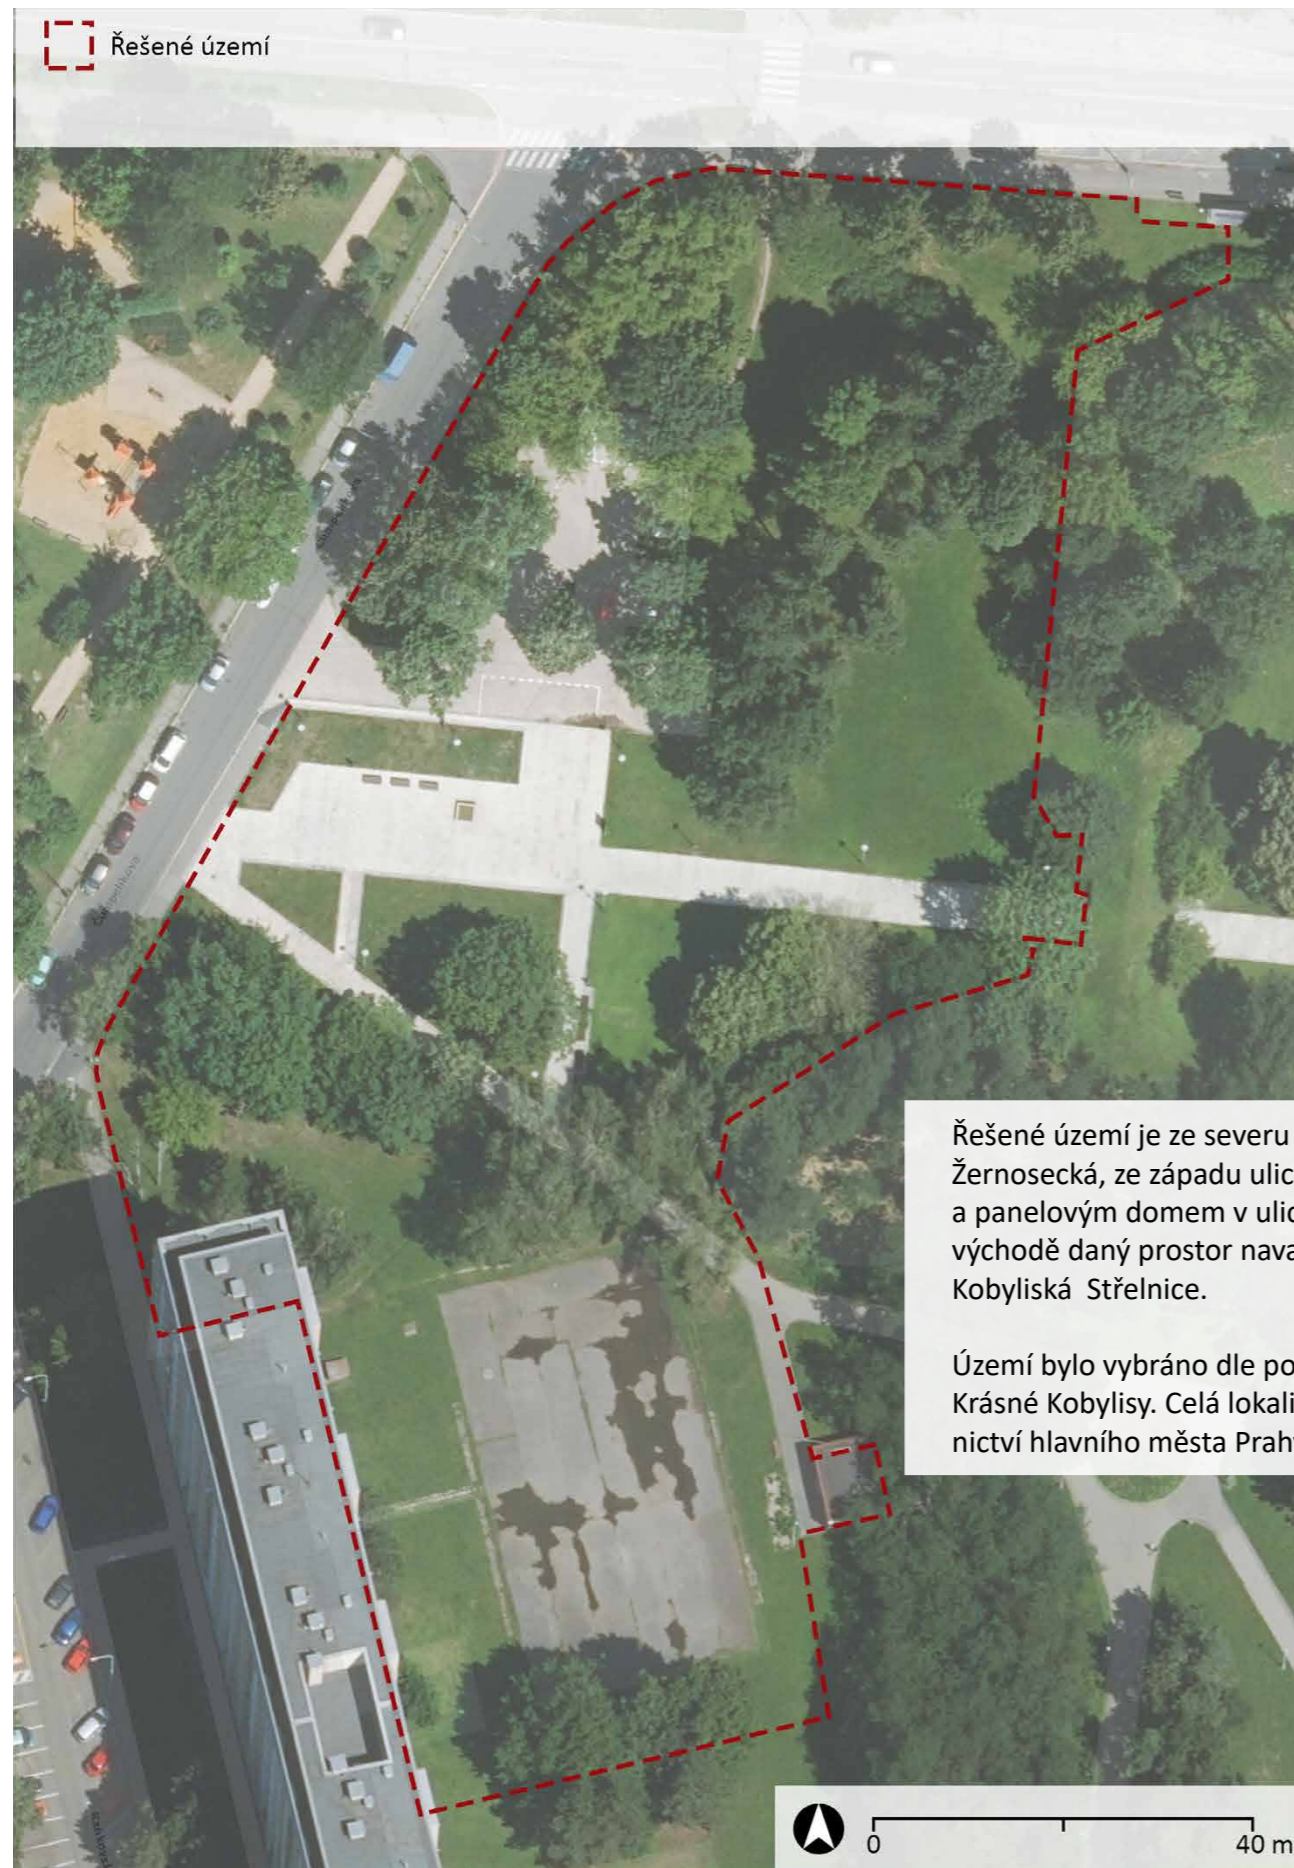 Řešené území
Čumpelíkova
Řešené území je ze severu
Žernosecká, ze západu ulic
a panelovým domem v ulic
východě daný prostor nava
Kobyliská Střelnice.
Území bylo vybráno dle po
Krásné Kobylisy. Celá lokali
nictví hlavního města Prah
0
40 m